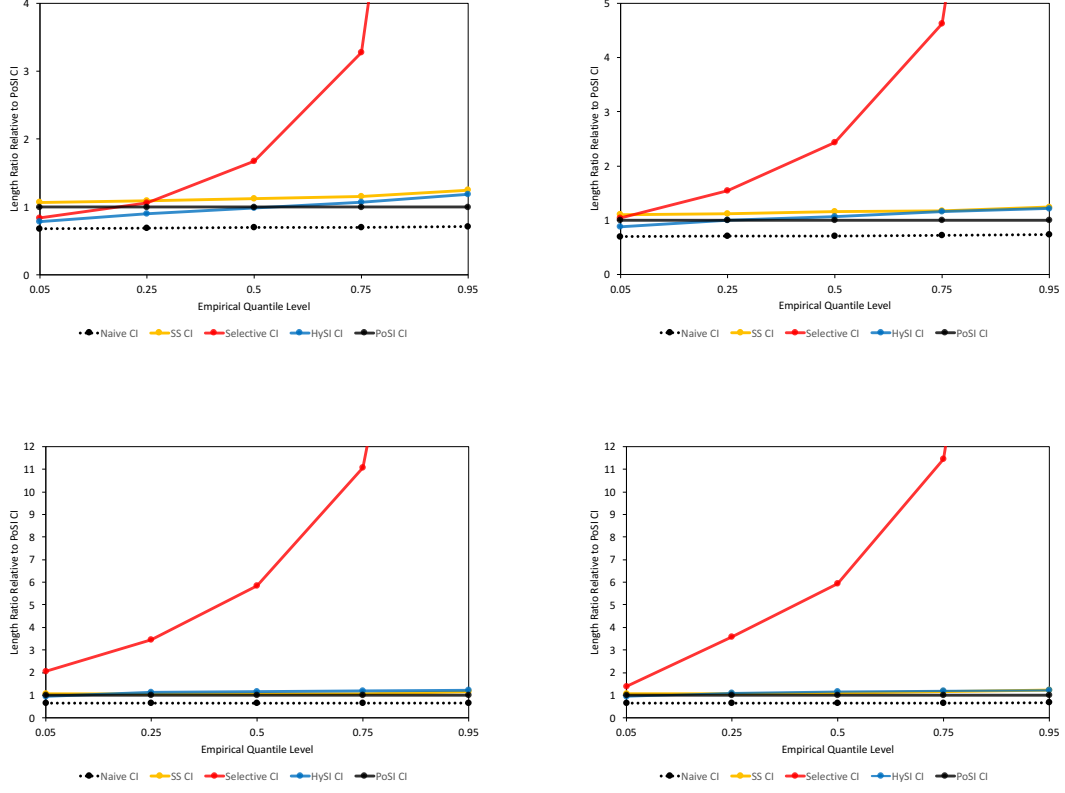 4
3
2
1
0
Length Ratio Relative to PoSI CI
0.05 0.25 0.5 0.75 0.95
Empirical Quantile Level
Naive CI SS CI Selective CI HySI CI PoSI CI
5
4
3
2
1
0
Length Ratio Relative to PoSI CI
0.05 0.25 0.5 0.75 0.95
Empirical Quantile Level
Naive CI SS CI Selective CI HySI CI PoSI CI
12
11
10
9
8
7
6
5
4
3
2
1
0
Length Ratio Relative to PoSI CI
0.05 0.25 0.5 0.75 0.95
Empirical Quantile Level
Naive CI SS CI Selective CI HySI CI PoSI CI
12
11
10
9
8
7
6
5
4
3
2
1
0
Length Ratio Relative to PoSI CI
0.05 0.25 0.5 0.75 0.95
Empirical Quantile Level
Naive CI SS CI Selective CI HySI CI PoSI CI